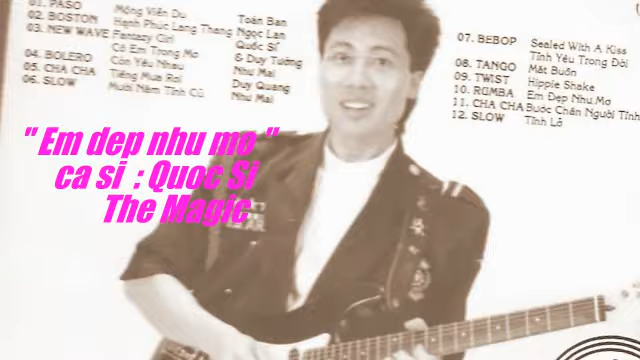 01. PASO Mộng Viễn Du Toàn Ban
02. BOSTON Hạnh Phúc Lang Thang Ngọc Lan
03. NEW WAVE Fantasy Girl Quốc Sĩ
Có Em Trong Mơ & Duy Tường
04. BOLERO Còn Yêu Nhau Như Mai
05. CHA CHA Tiếng Mưa Rơi Duy Quang
06. SLOW Mười Năm Tình Cũ Như Mai
07. BEBOP Sealed With A Kiss
Tình Yêu Trong Đời
08. TANGO Mắt Buồn
09. TWIST Hippie Shake
10. RUMBA Em Đẹp Như Mơ
11. CHA CHA Bước Chân Người Tình
12. SLOW Tình Lỡ
" Em dep nhu mo "
ca si : Quoc Sĩ
The Magic